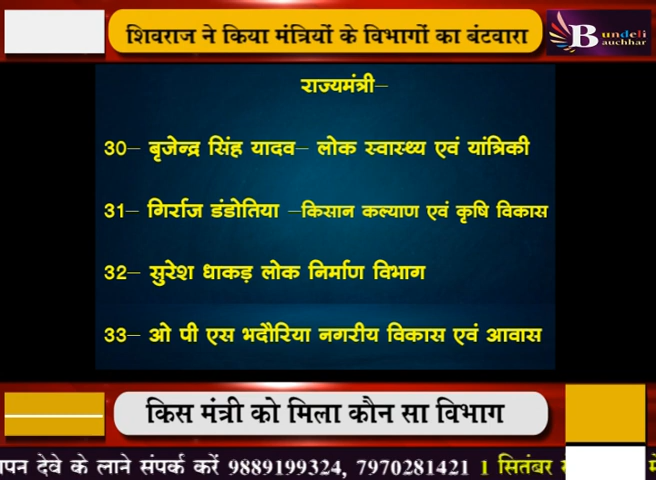 शिवराज ने किया मंत्रियों के विभागों का बंटवारा
Bundeli
Bauchhar
राज्यमंत्री–
30– बृजेन्द्र सिंह यादव– लोक स्वास्थ्य एवं यांत्रिकी
31– गिर्राज डंडोतिया –किसान कल्याण एवं कृषि विकास
32– सुरेश धाकड़ लोक निर्माण विभाग
33– ओ पी एस भदौरिया नगरीय विकास एवं आवास
किस मंत्री को मिला कौन सा विभाग
पन देवे के लाने संपर्क करें 9889199324, 7970281421 1 सितंबर